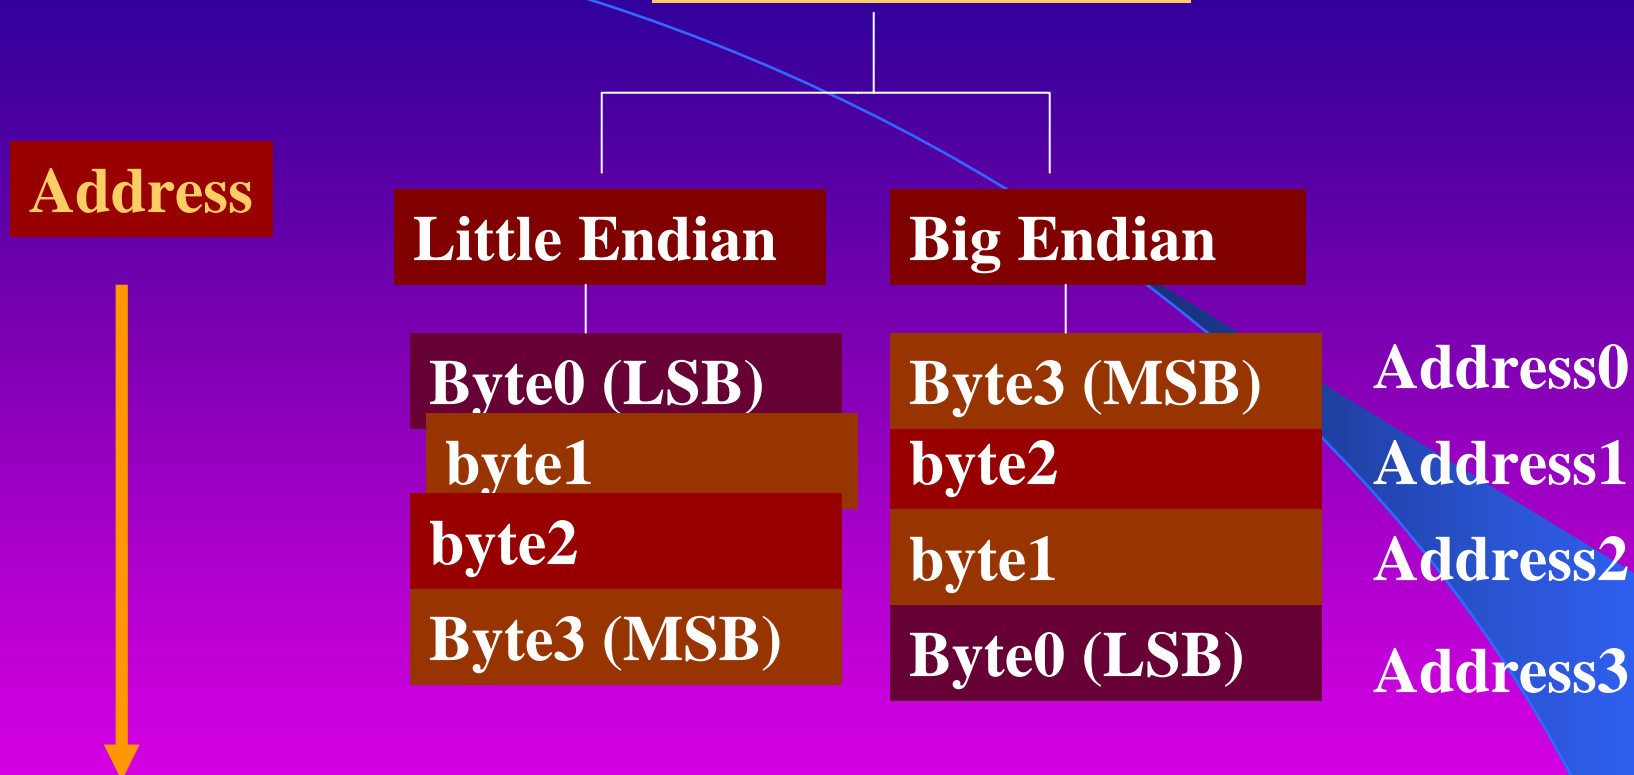 Address
Little Endian
Big Endian
Byte0 (LSB)
byte1
byte2
Byte3 (MSB)
Byte3 (MSB)
byte2
byte1
Byte0 (LSB)
Address0
Address1
Address2
Address3